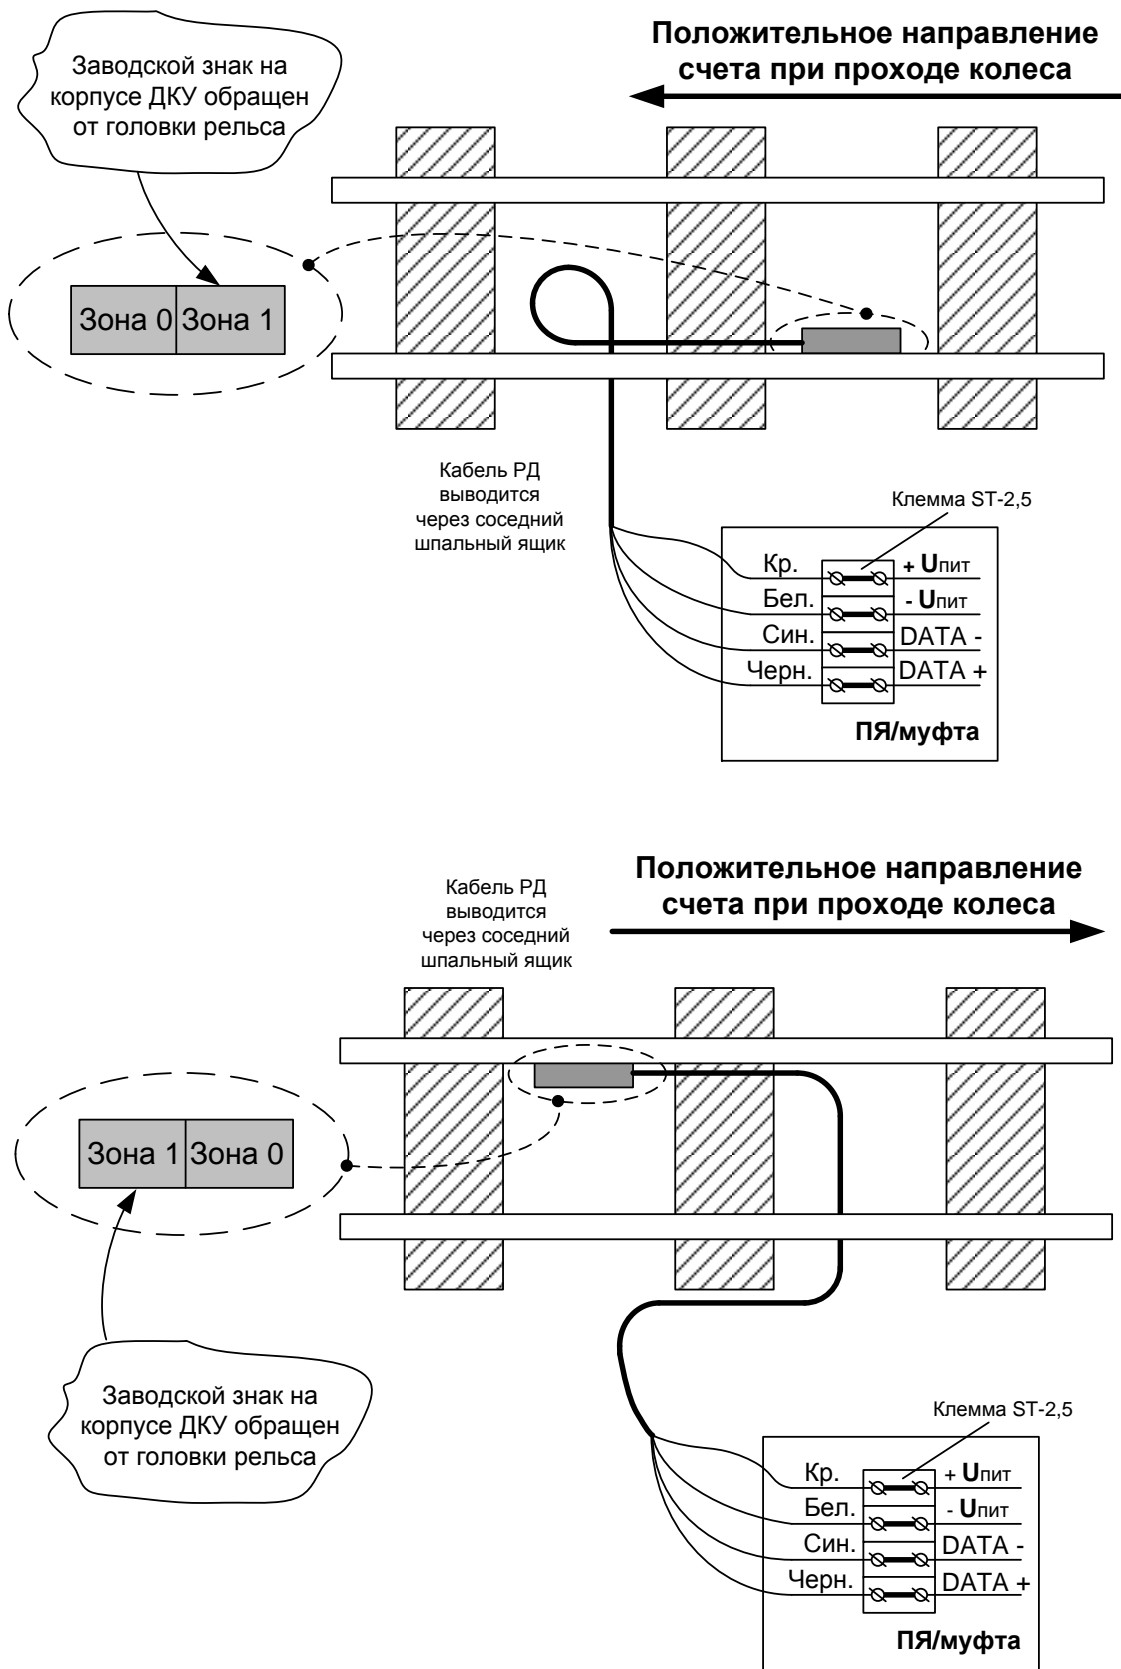 Заводской знак на
корпусе ДКУ обращен
от головки рельса
Положительное направление
счета при проходе колеса
Зона 0 Зона 1
Кабель РД
выводится
через соседний
шпальный ящик
Клемма ST-2,5
Кр. + Uпит
Бел. - Uпит
Син. DATA -
Черн. DATA +
ПЯ/муфта
Положительное направление
счета при проходе колеса
Кабель РД
выводится
через соседний
шпальный ящик
Зона 1 Зона 0
Заводской знак на
корпусе ДКУ обращен
от головки рельса
Клемма ST-2,5
Кр. + Uпит
Бел. - Uпит
Син. DATA -
Черн. DATA +
ПЯ/муфта